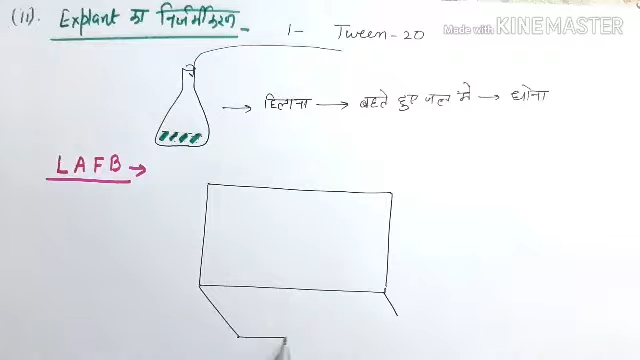 (ii). Explant का निर्जर्मीकरण
1- Tween-20
Made with KINEMASTER
→ हिलाना → बहते हुए जल में → धोना
LAFB →